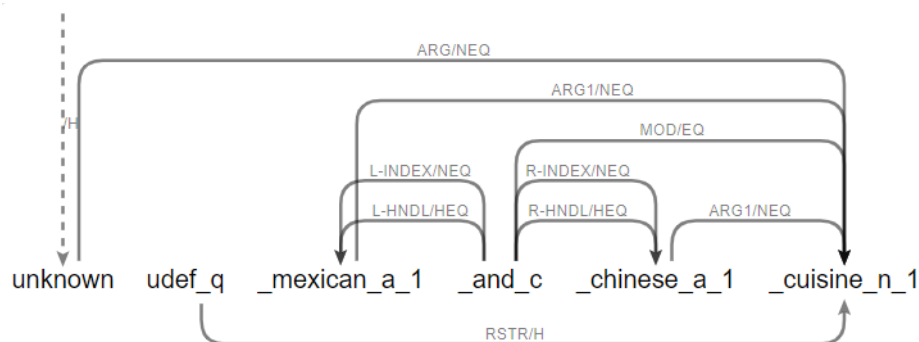 ARG/NEQ
ARG1/NEQ
/H
MOD/EQ
L-INDEX/NEQ R-INDEX/NEQ
L-HNDL/HEQ R-HNDL/HEQ ARG1/NEQ
unknown udef_q _mexican_a_1 _and_c _chinese_a_1 _cuisine_n_1
RSTR/H